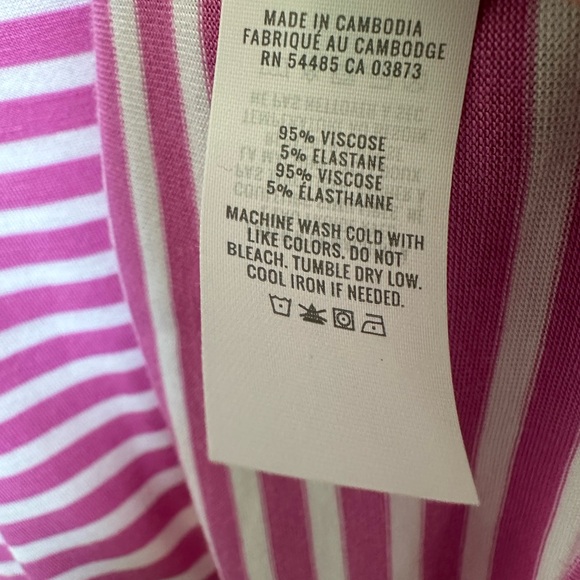 MADE IN CAMBODIA
FABRIQUÉ AU CAMBODGE
RN 54485 CA 03873
95% VISCOSE
5% ELASTANE
95% VISCOSE
5% ÉLASTHANNE
MACHINE WASH COLD WITH
LIKE COLORS. DO NOT
BLEACH. TUMBLE DRY LOW.
COOL IRON IF NEEDED.